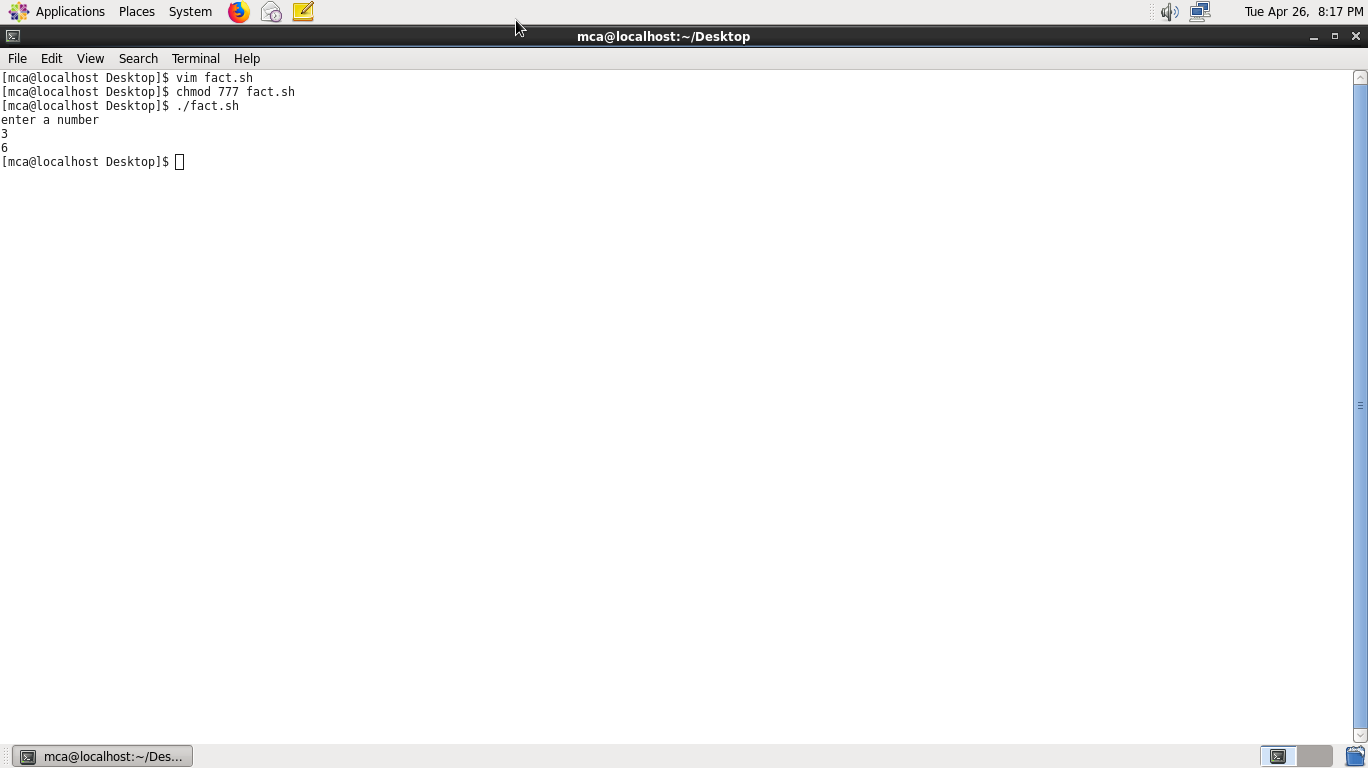 Applications Places System Tue Apr 26, 8:17 PM
mca@localhost:~/Desktop
File Edit View Search Terminal Help
[mca@localhost Desktop]$ vim fact.sh
[mca@localhost Desktop]$ chmod 777 fact.sh
[mca@localhost Desktop]$ ./fact.sh
enter a number
3
6
[mca@localhost Desktop]$
mca@localhost:~/Des...